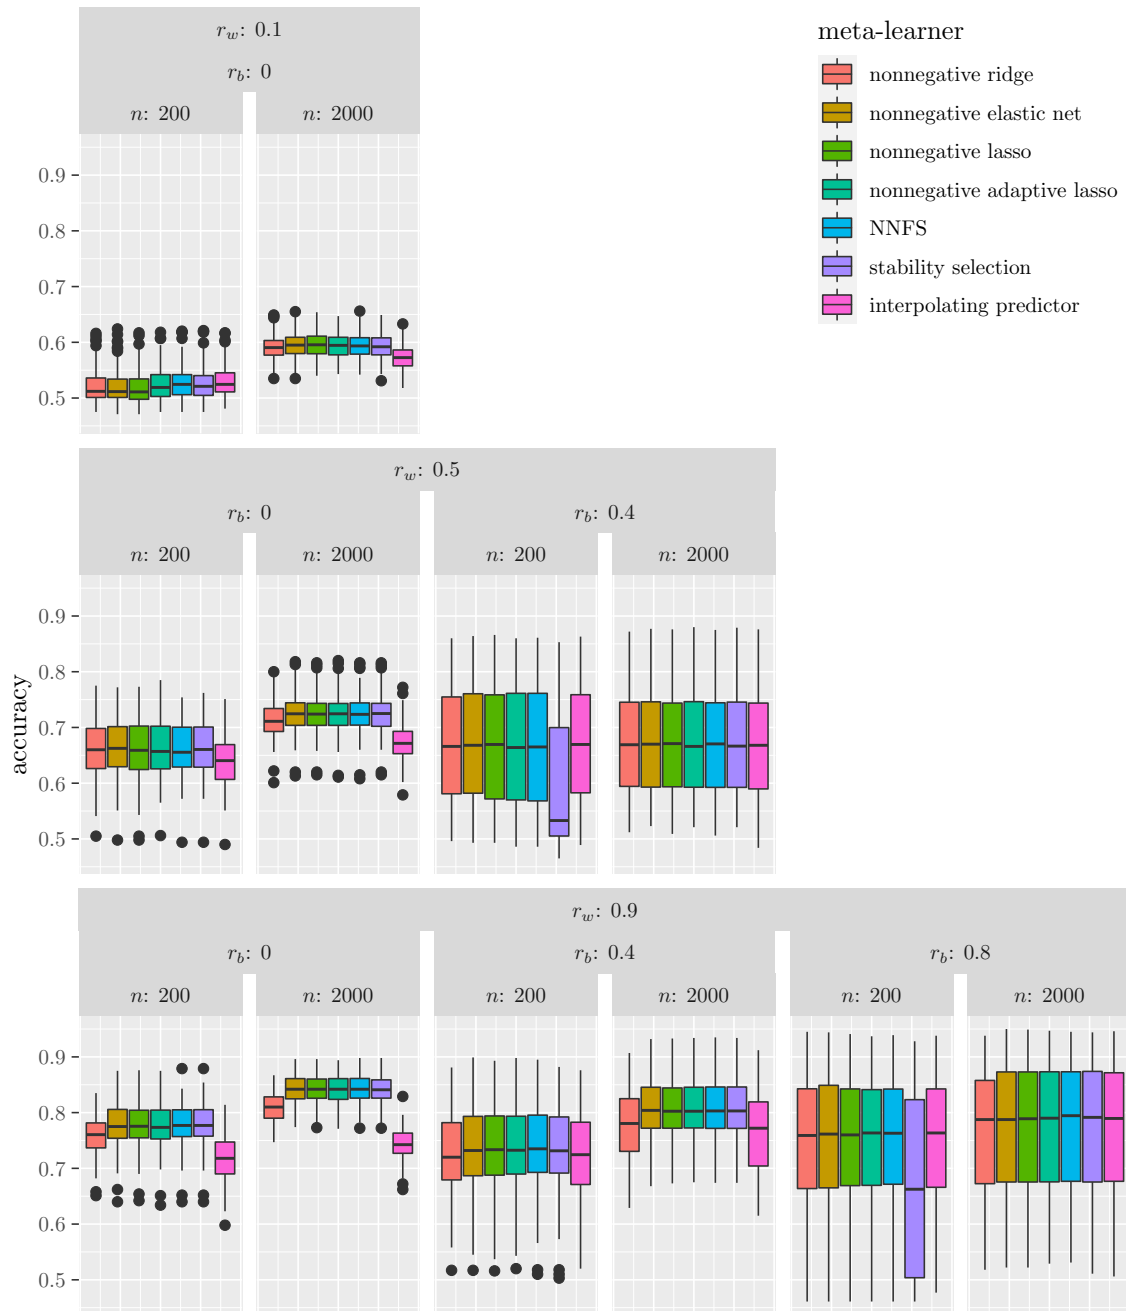 r_w: 0.1
r_b: 0
n: 200 n: 2000
0.9
0.8
0.7
0.6
0.5
meta-learner
nonnegative ridge
nonnegative elastic net
nonnegative lasso
nonnegative adaptive lasso
NNFS
stability selection
interpolating predictor
accuracy
r_w: 0.5
r_b: 0 r_b: 0.4
n: 200 n: 2000 n: 200 n: 2000
0.9
0.8
0.7
0.6
0.5
r_w: 0.9
r_b: 0 r_b: 0.4 r_b: 0.8
n: 200 n: 2000 n: 200 n: 2000 n: 200 n: 2000
0.9
0.8
0.7
0.6
0.5